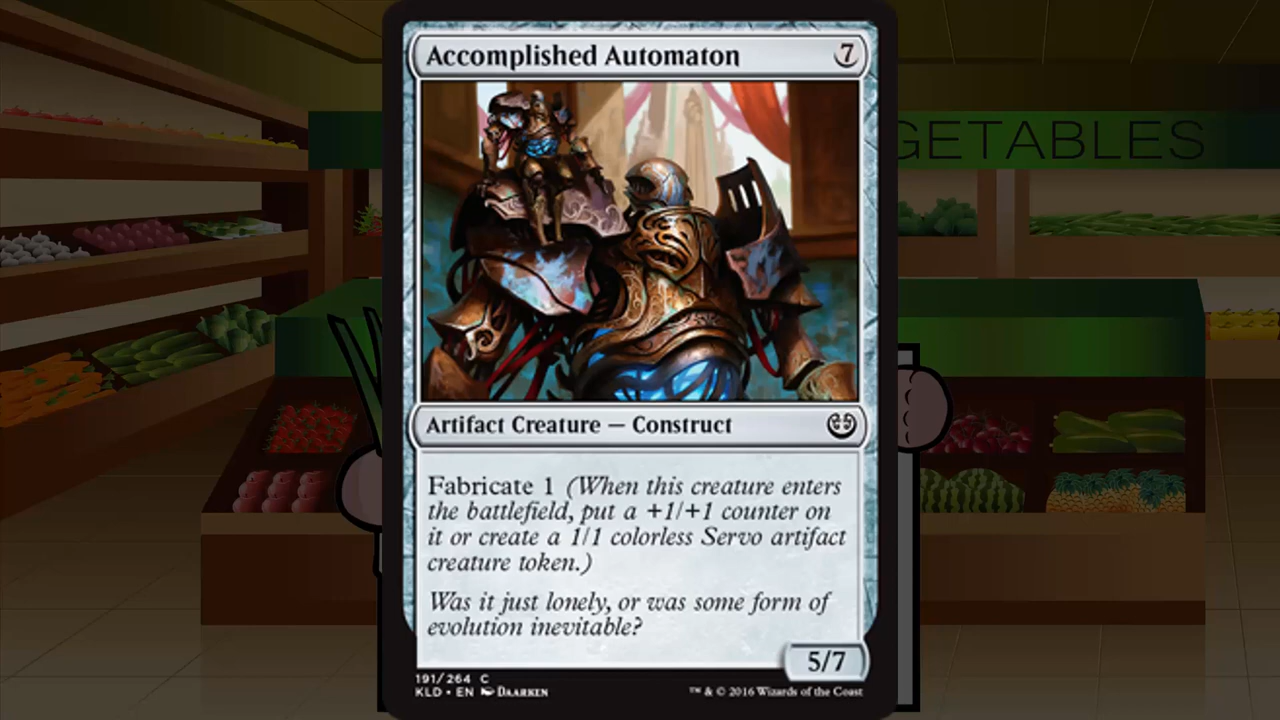 Accomplished Automaton 7
GETABLES
Artifact Creature — Construct
Fabricate 1 (When this creature enters
the battlefield, put a +1/+1 counter on
it or create a 1/1 colorless Servo artifact
creature token.)
Was it just lonely, or was some form of
evolution inevitable?
5/7
191/264 C
KLD • EN DAARKEN
™ & © 2016 Wizards of the Coast